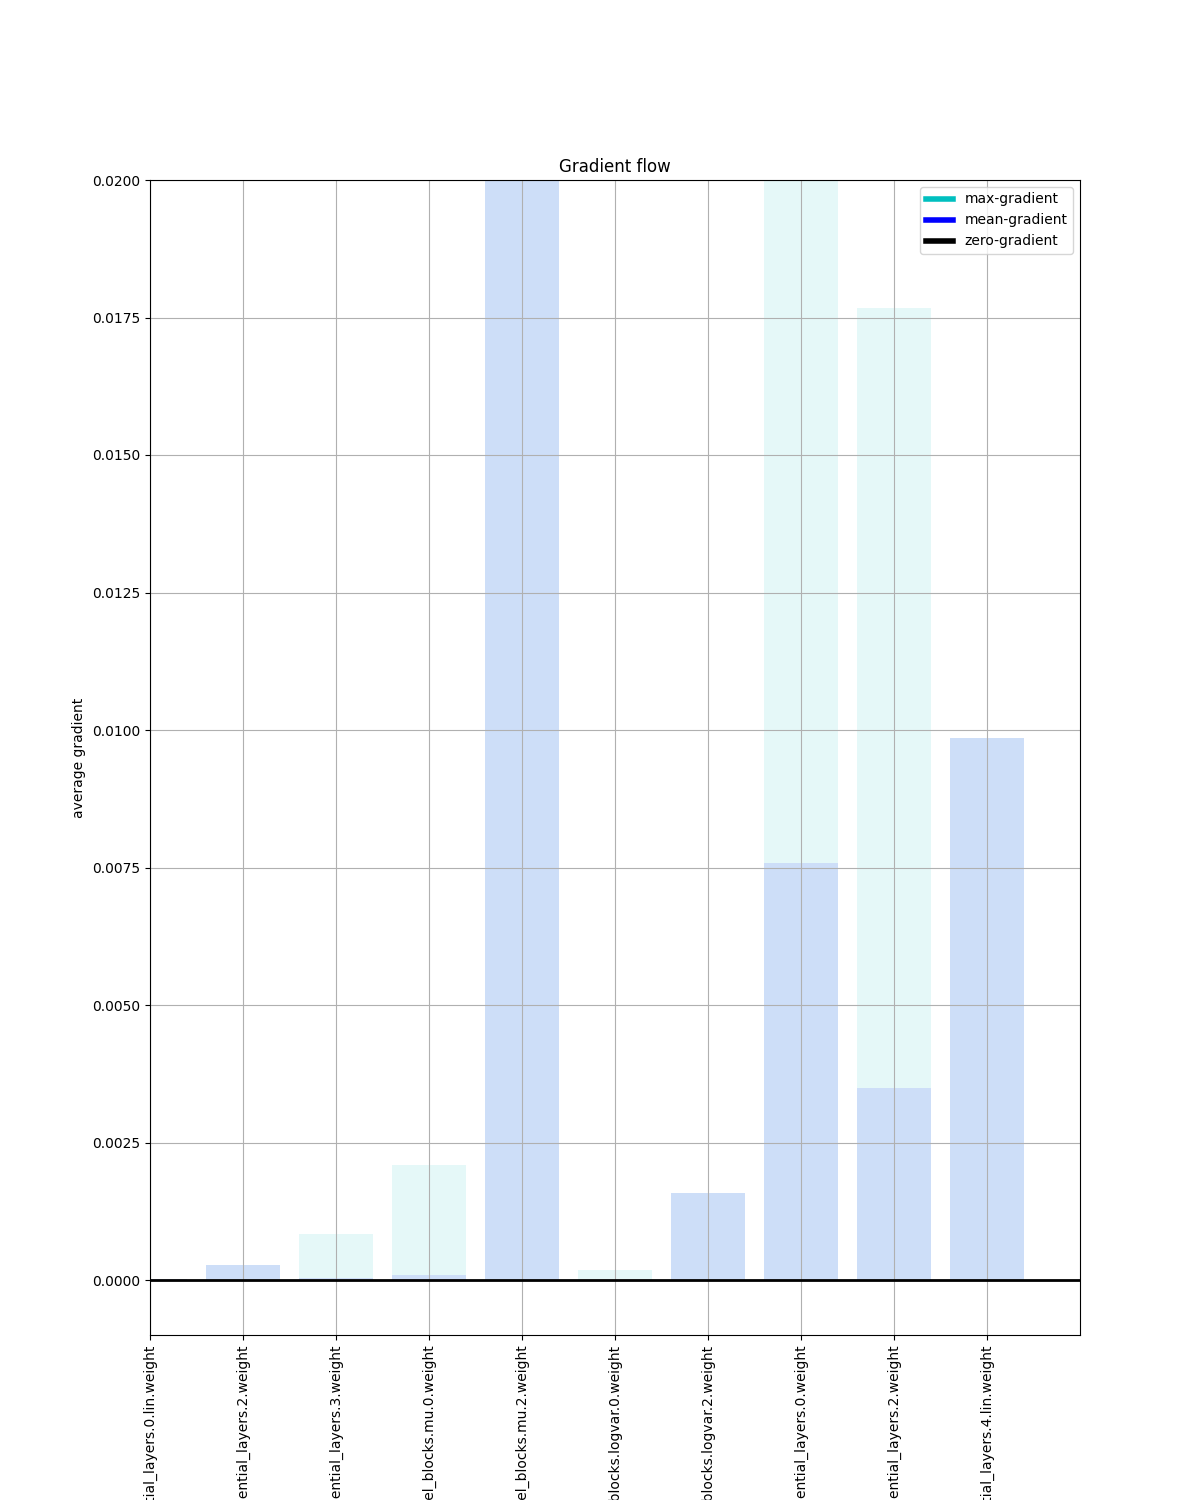 Gradient flow
max-gradient
mean-gradient
zero-gradient
0.0200
0.0175
0.0150
0.0125
0.0100
0.0075
0.0050
0.0025
0.0000
average gradient
tial_layers.0.lin.weight
ential_layers.2.weight
ential_layers.3.weight
el_blocks.mu.0.weight
el_blocks.mu.2.weight
blocks.logvar.0.weight
blocks.logvar.2.weight
ential_layers.0.weight
ential_layers.2.weight
tial_layers.4.lin.weight